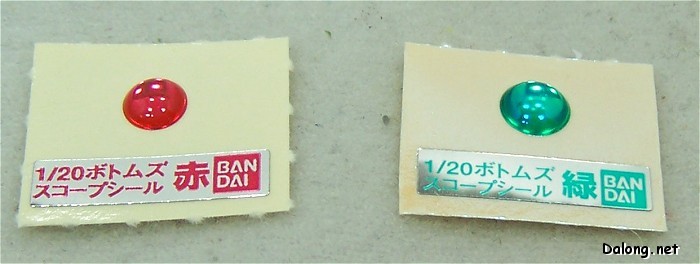 1/20ボトムズ
スコープシール 赤 BAN
DAI
1/20ボトムズ
スコープシール 緑 BAN
DAI
Dalong.net